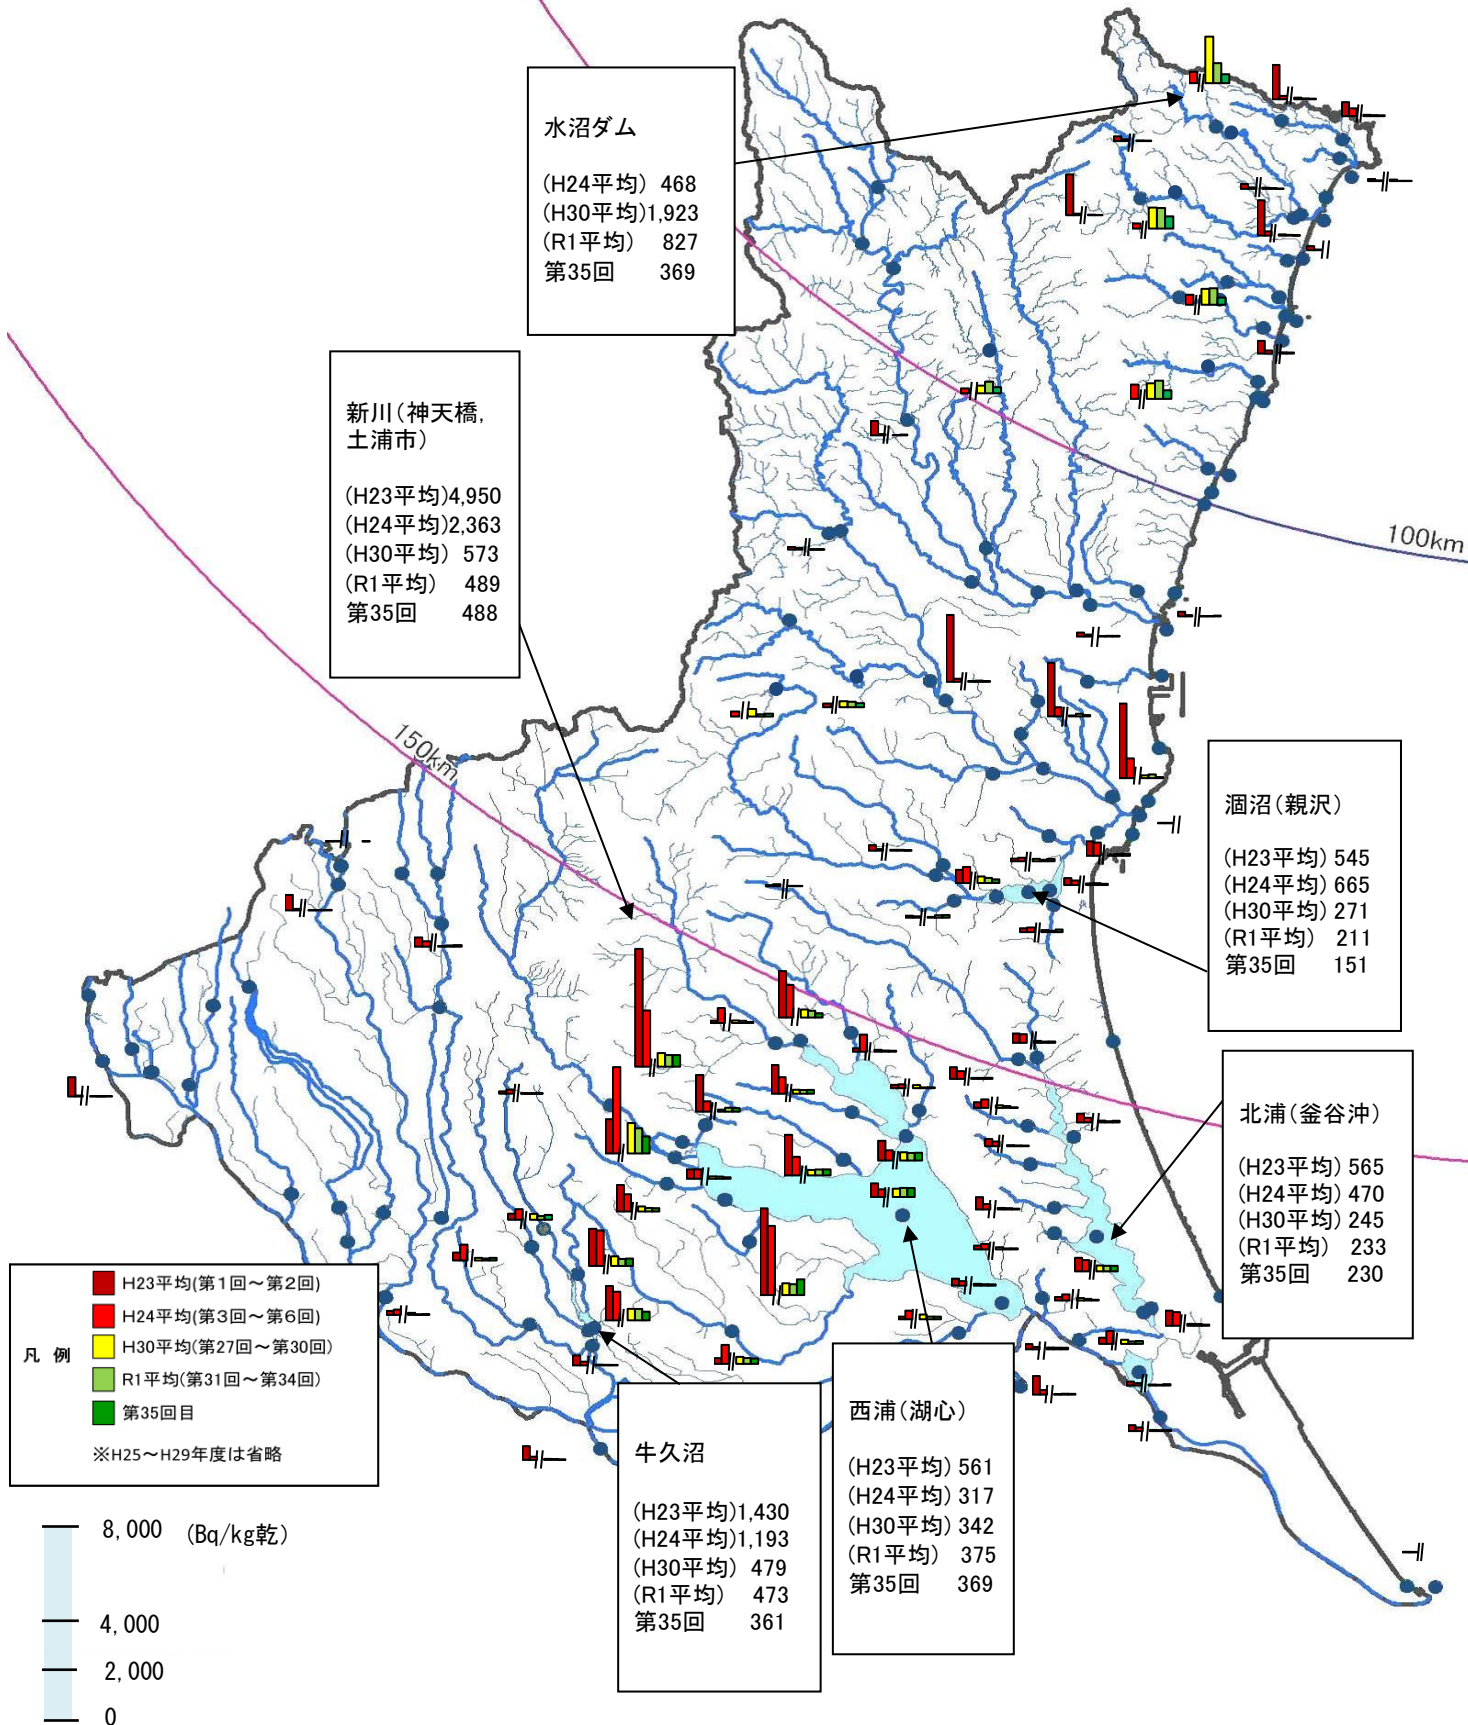 水沼ダム
(H24平均) 468
(H30平均)1,923
(R1平均) 827
第35回 369
新川(神天橋,
土浦市)
(H23平均)4,950
(H24平均)2,363
(H30平均) 573
(R1平均) 489
第35回 488
100km
150km
涸沼(親沢)
(H23平均) 545
(H24平均) 665
(H30平均) 271
(R1平均) 211
第35回 151
北浦(釜谷沖)
(H23平均) 565
(H24平均) 470
(H30平均) 245
(R1平均) 233
第35回 230
凡 例
H23平均(第1回～第2回)
H24平均(第3回～第6回)
H30平均(第27回～第30回)
R1平均(第31回～第34回)
第35回目
※H25～H29年度は省略
西浦(湖心)
(H23平均) 561
(H24平均) 317
(H30平均) 342
(R1平均) 375
第35回 369
牛久沼
(H23平均)1,430
(H24平均)1,193
(H30平均) 479
(R1平均) 473
第35回 361
8,000 (Bq/kg乾)
4,000
2,000
0